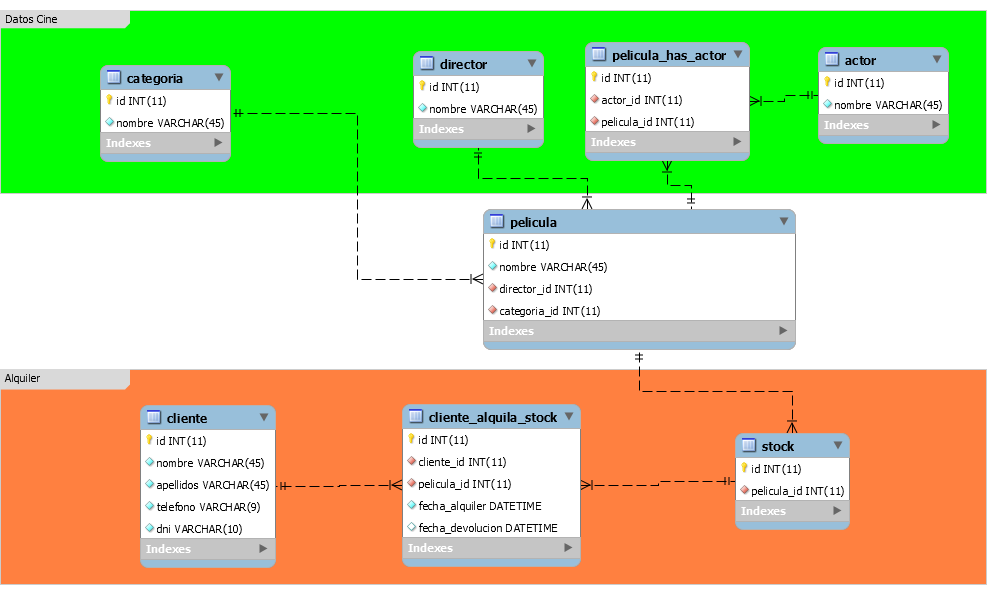 Datos Cine
categoria
id INT(11)
nombre VARCHAR(45)
Indexes
director
id INT(11)
nombre VARCHAR(45)
Indexes
pelicula_has_actor
id INT(11)
actor_id INT(11)
pelicula_id INT(11)
Indexes
actor
id INT(11)
nombre VARCHAR(45)
Indexes
pelicula
id INT(11)
nombre VARCHAR(45)
director_id INT(11)
categoria_id INT(11)
Indexes
Alquiler
cliente
id INT(11)
nombre VARCHAR(45)
apellidos VARCHAR(45)
telefono VARCHAR(9)
dni VARCHAR(10)
Indexes
cliente_alquila_stock
id INT(11)
cliente_id INT(11)
pelicula_id INT(11)
fecha_alquiler DATETIME
fecha_devolucion DATETIME
Indexes
stock
id INT(11)
pelicula_id INT(11)
Indexes